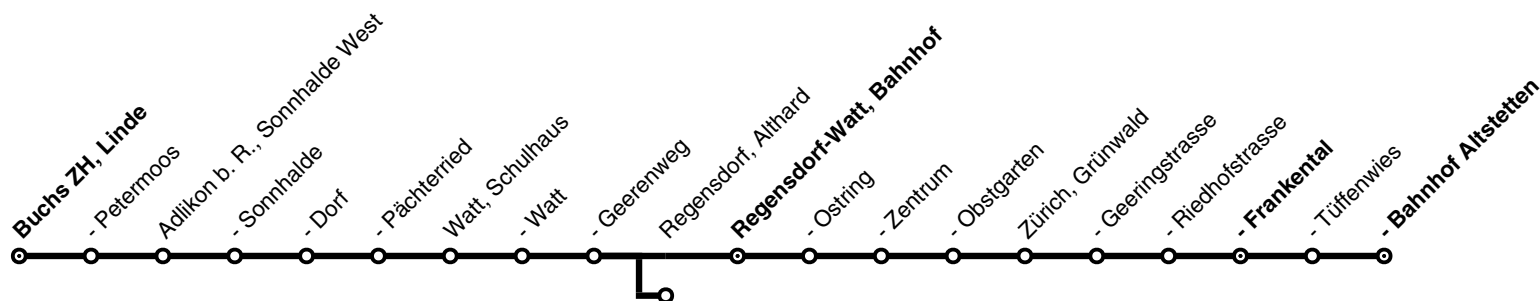 Buchs ZH, Linde
- Petermoos
Adlikon b. R., Sonnhalde West
- Sonnhalde
- Dorf
- Pächterried
Watt, Schulhaus
- Watt
- Geerenweg
Regensdorf, Althard
Regensdorf-Watt, Bahnhof
- Ostring
- Zentrum
- Obstgarten
Zürich, Grünwald
- Geeringstrasse
- Riedhofstrasse
- Frankental
- Tüffenwies
- Bahnhof Altstetten